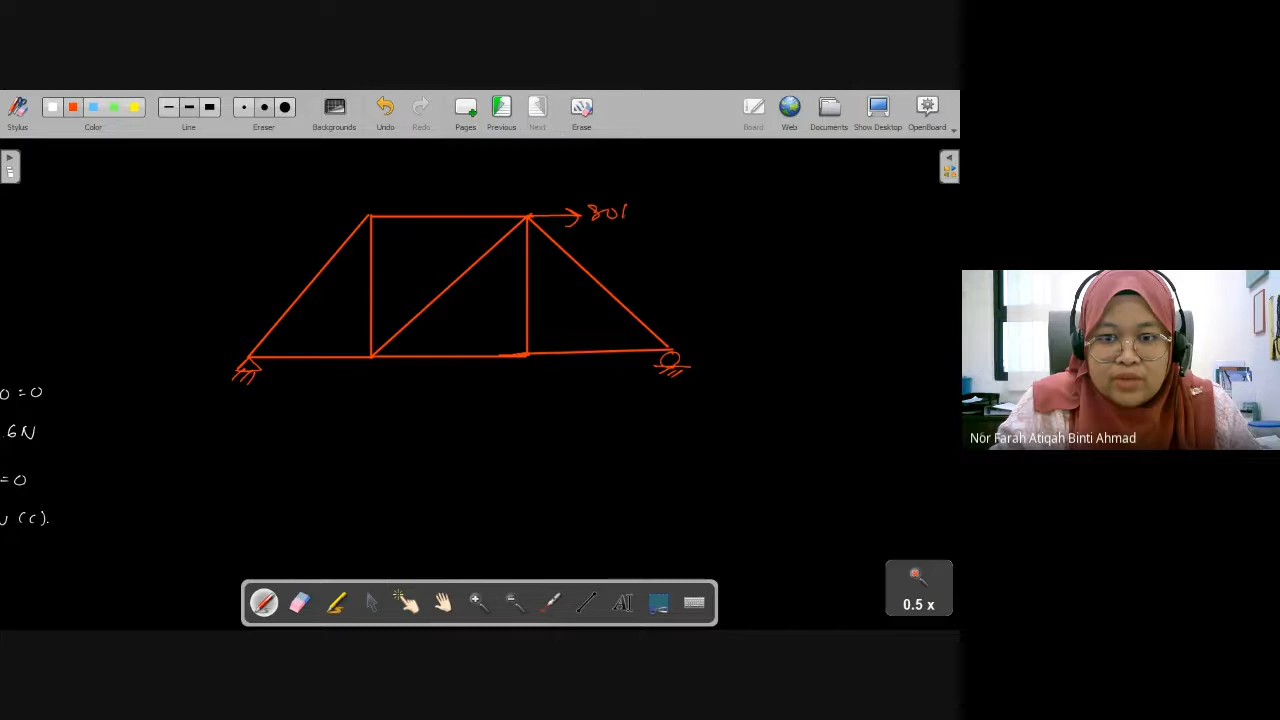 Stylus Color Line Eraser Backgrounds Undo Redo Pages Previous Next Erase Board Web Documents Show Desktop OpenBoard
0 = 0
.6N
= 0
(c).
Nor Farah Atiqah Binti Ahmad
0.5 x